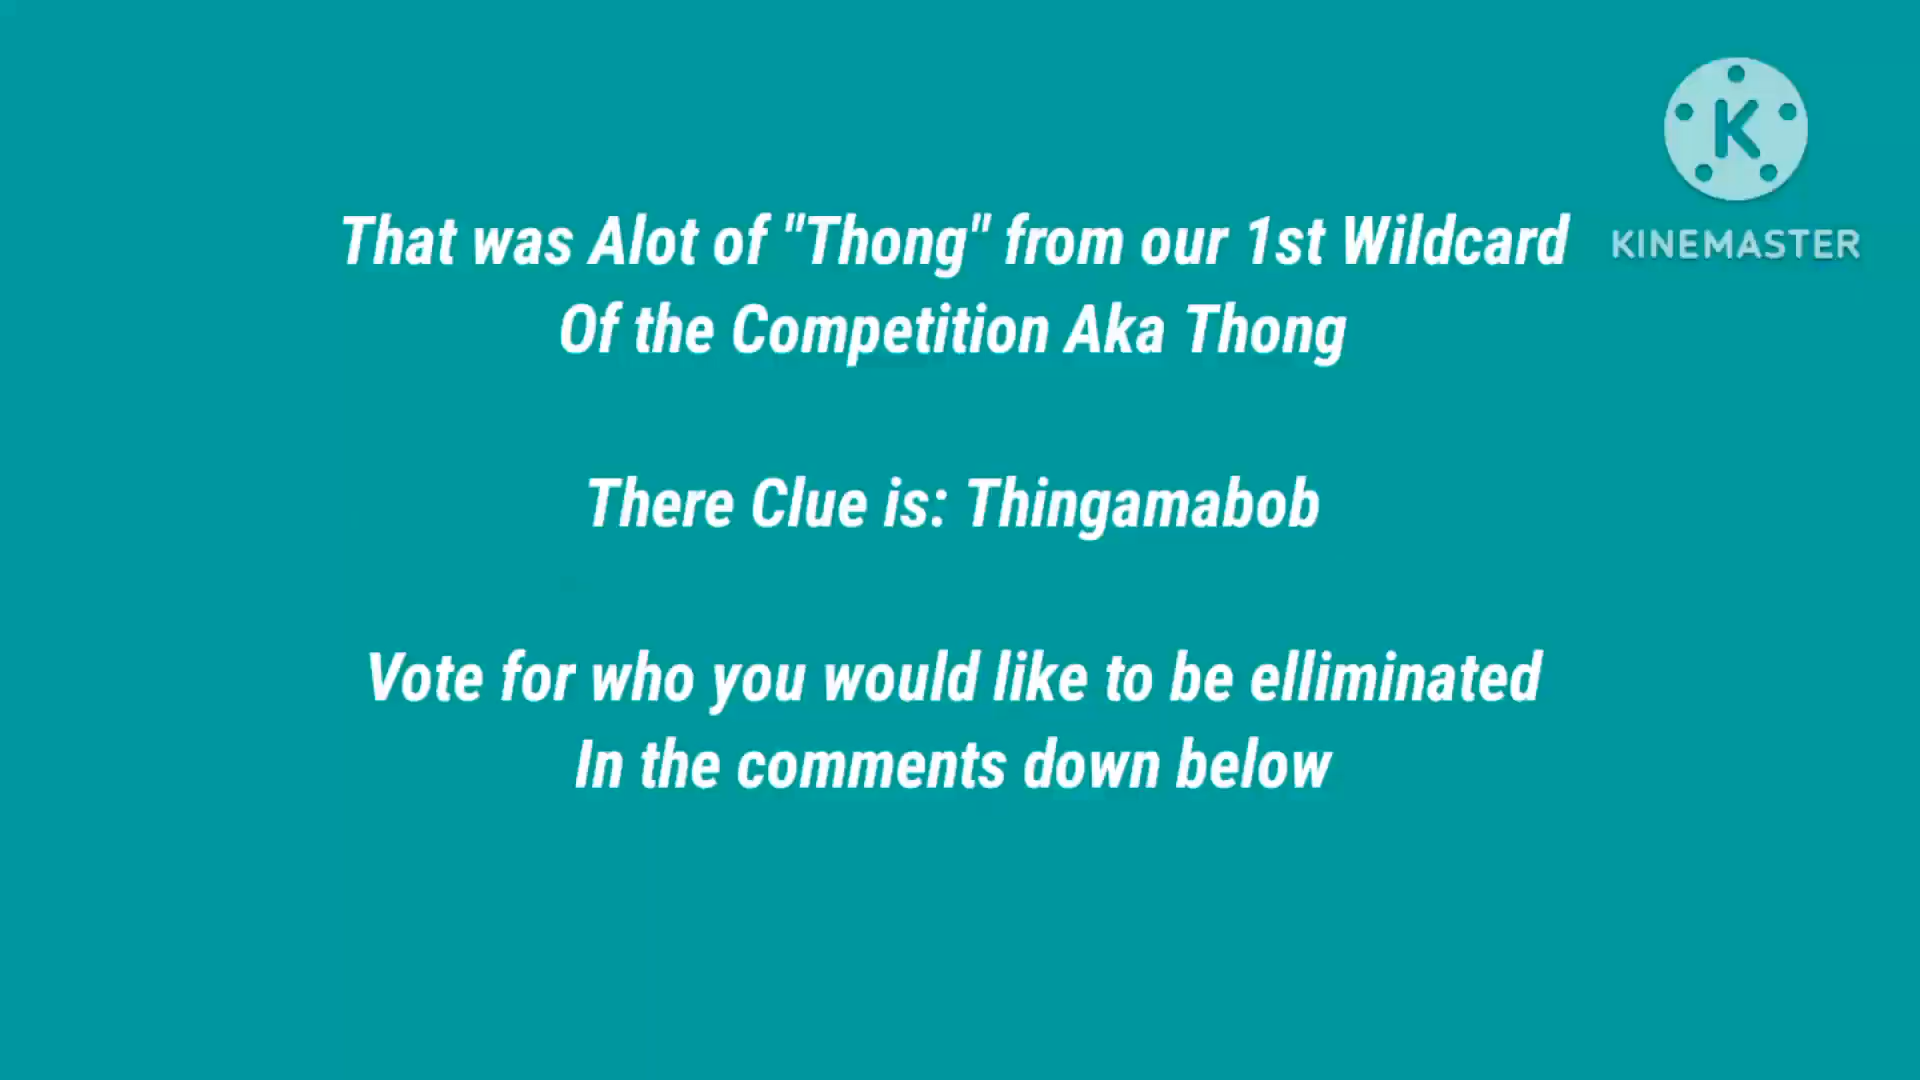 That was Alot of "Thong" from our 1st Wildcard
Of the Competition Aka Thong
There Clue is: Thingamabob
Vote for who you would like to be elliminated
In the comments down below
K
KINEMASTER